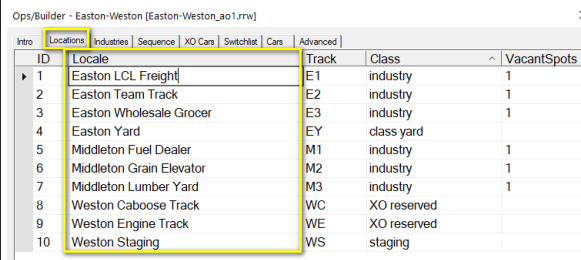 Ops/Builder - Easton-Weston [Easton-Weston_ao1.rrw]
Intro Locations Industries Sequence XO Cars Switchlist Cars Advanced
ID Locale Track Class VacantSpots
1 Easton LCL Freight E1 industry 1
2 Easton Team Track E2 industry 1
3 Easton Wholesale Grocer E3 industry 1
4 Easton Yard EY class yard
5 Middleton Fuel Dealer M1 industry 1
6 Middleton Grain Elevator M2 industry 1
7 Middleton Lumber Yard M3 industry 1
8 Weston Caboose Track WC XO reserved
9 Weston Engine Track WE XO reserved
10 Weston Staging WS staging